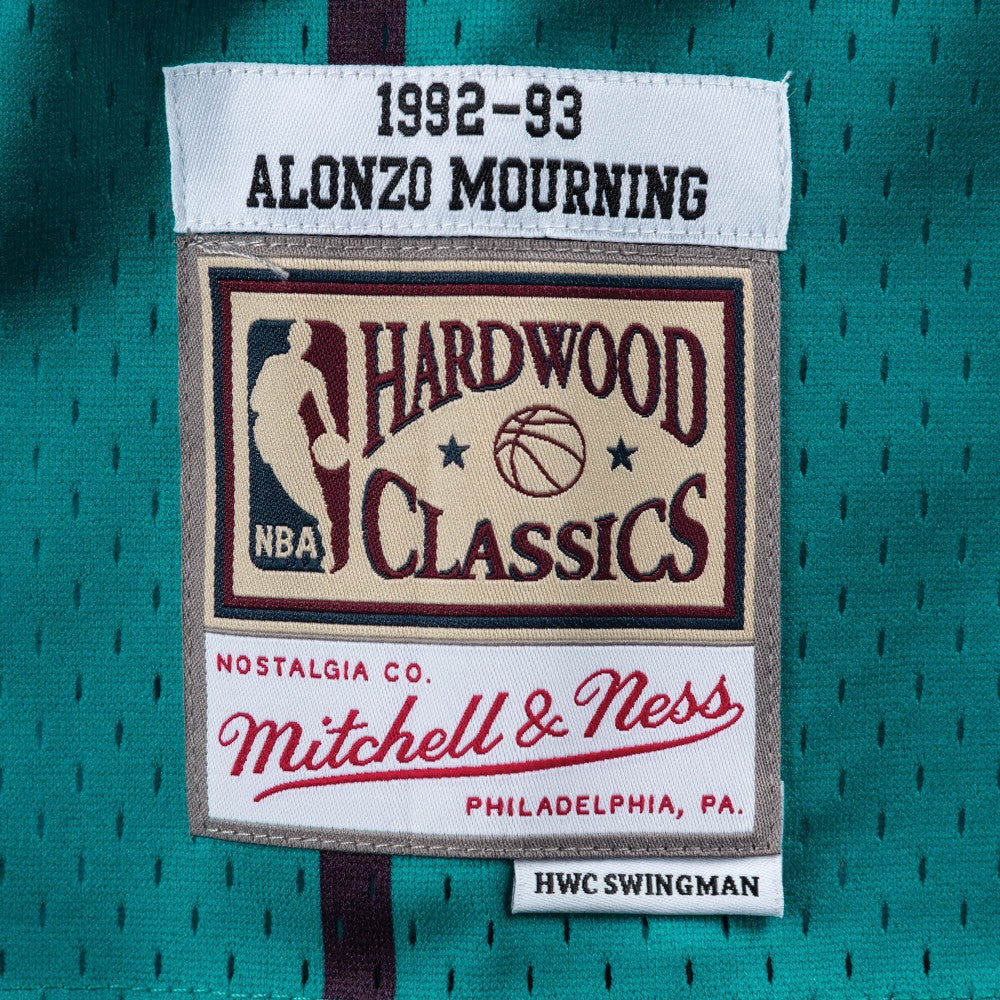 1992-93
ALONZO MOURNING
HARDWOOD
CLASSICS
NBA
NOSTALGIA CO.
Mitchell & Ness
PHILADELPHIA, PA.
HWC SWINGMAN